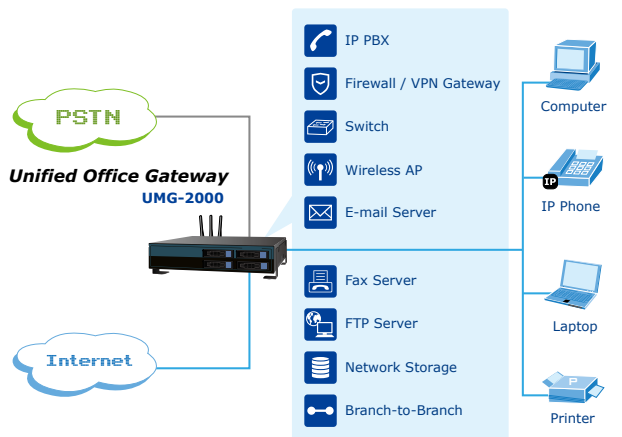 PSTN
Unified Office Gateway
UMG-2000
Internet
IP PBX
Firewall / VPN Gateway
Switch
Wireless AP
E-mail Server
Fax Server
FTP Server
Network Storage
Branch-to-Branch
Computer
IP
IP Phone
Laptop
P
Printer